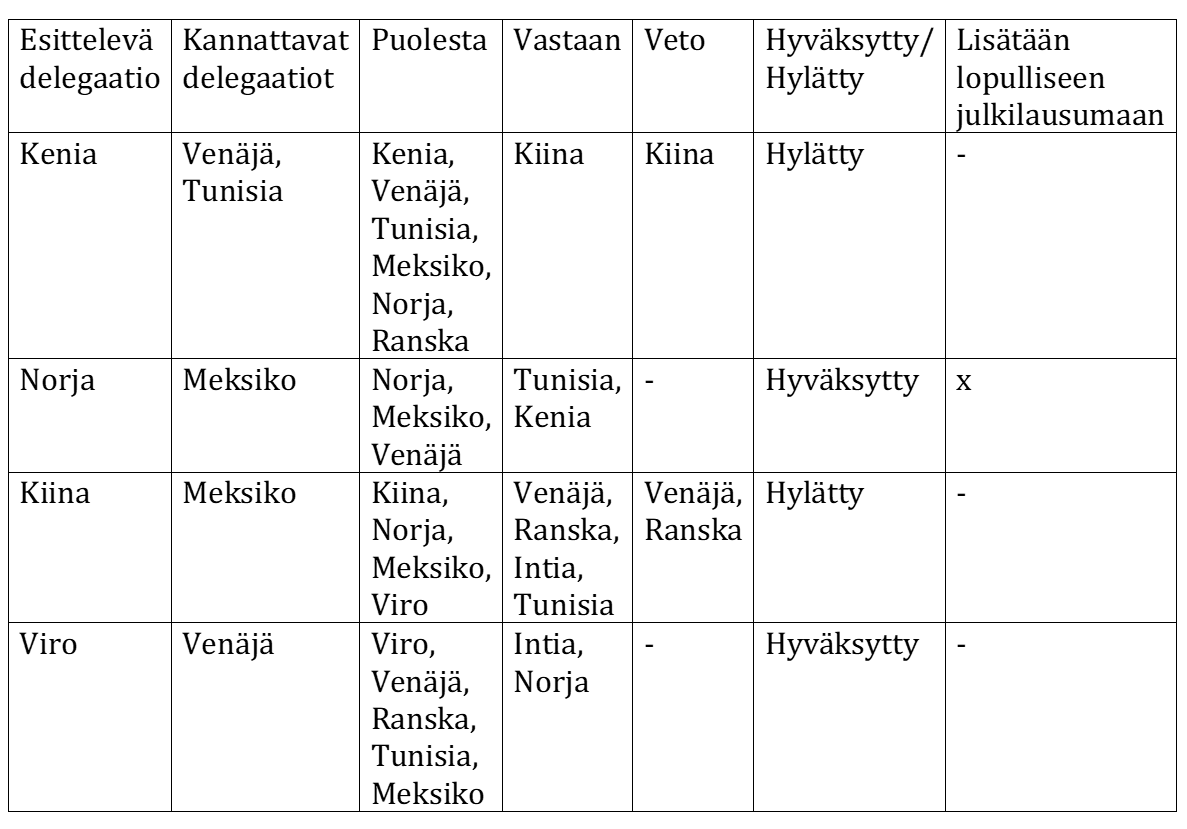 Esittelevä delegaatio
Kannattavat delegaatiot
Puolesta
Vastaan
Veto
Hyväksytty/ Hylätty
Lisätään lopulliseen julkilausumaan
Kenia
Venäjä,
Tunisia
Kenia,
Venäjä,
Tunisia,
Meksiko,
Norja,
Ranska
Kiina
Kiina
Hylätty
-
Norja
Meksiko
Norja,
Meksiko,
Venäjä
Tunisia,
Kenia
-
Hyväksytty
x
Kiina
Meksiko
Kiina,
Norja,
Meksiko,
Viro
Venäjä,
Ranska,
Intia,
Tunisia
Venäjä,
Ranska
Hylätty
-
Viro
Venäjä
Viro,
Venäjä,
Ranska,
Tunisia,
Meksiko
Intia,
Norja
-
Hyväksytty
-